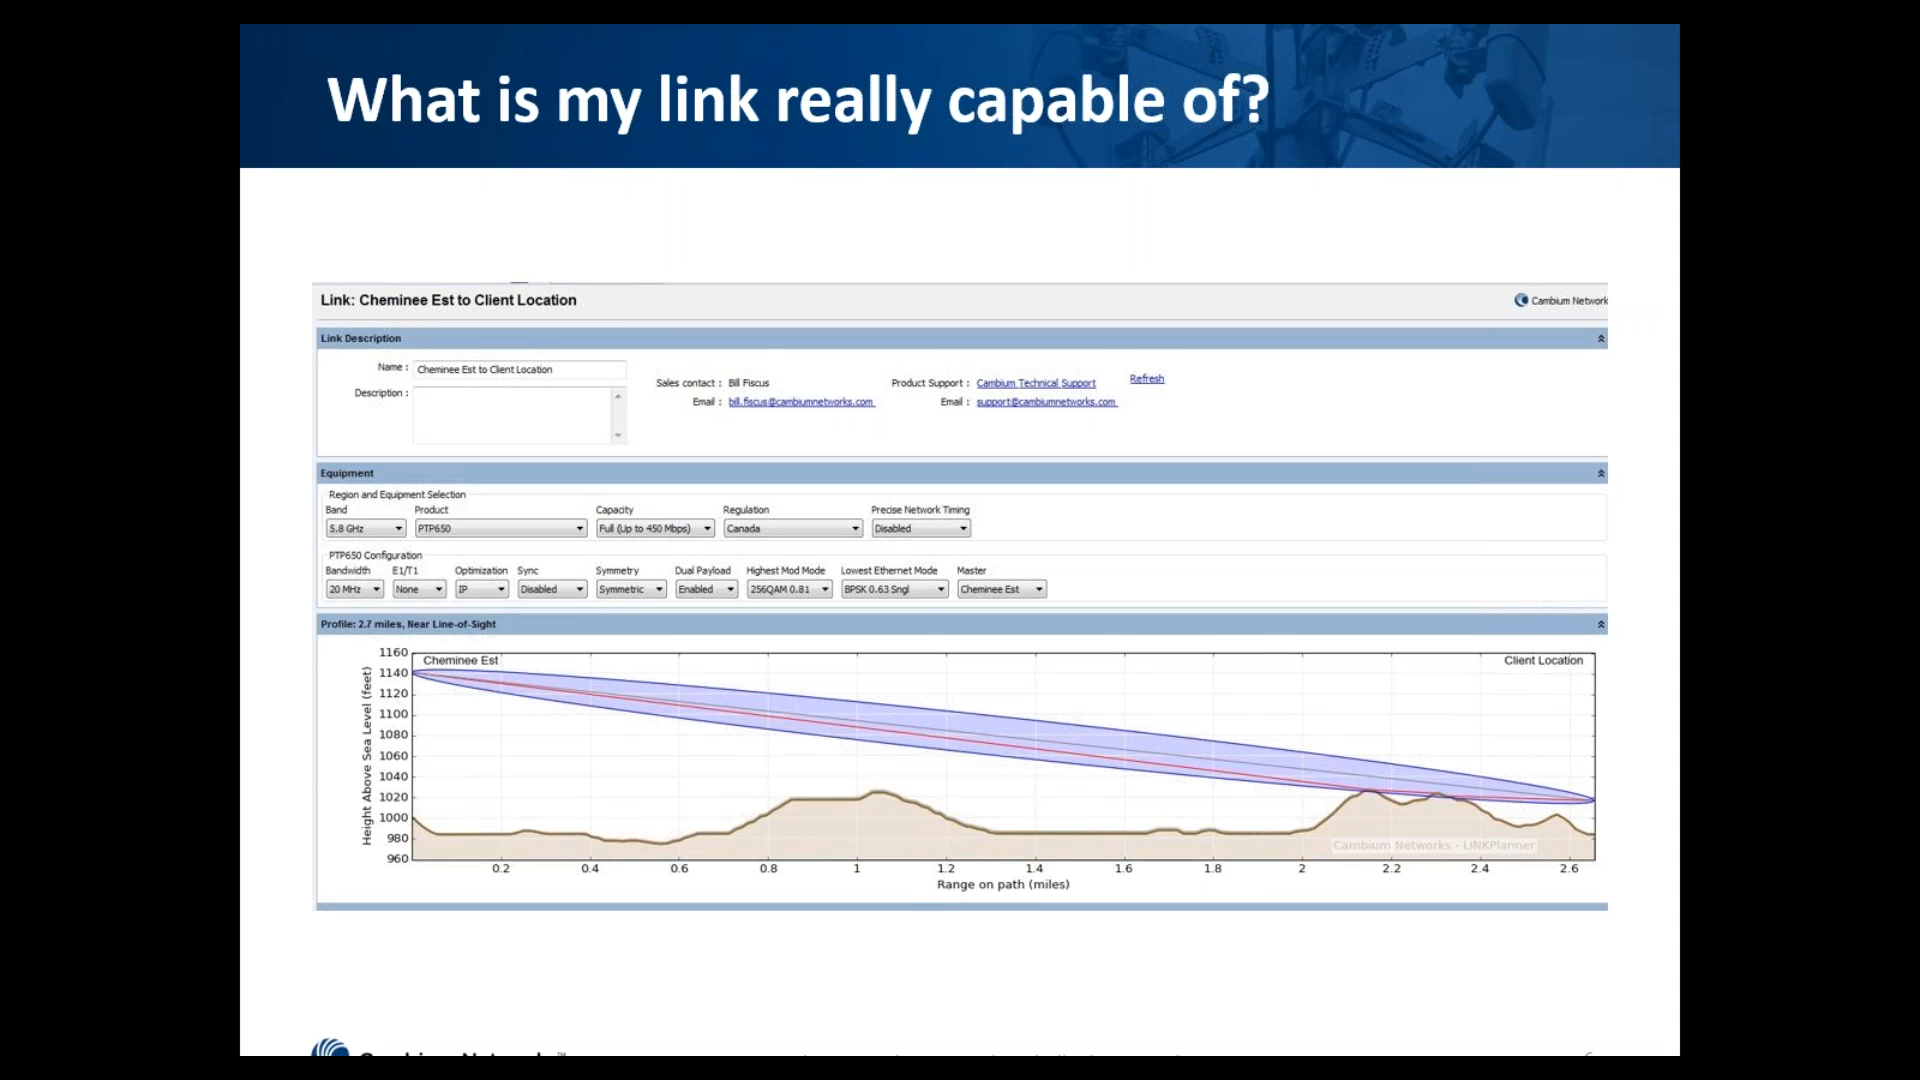 What is my link really capable of?
Link: Cheminee Est to Client Location
Cambium Network
Link Description
Name :
Cheminee Est to Client Location
Description :
Sales contact : Bill Fiscus
Email : bill.fiscus@cambiumnetworks.com
Product Support : Cambium Technical Support
Email : support@cambiumnetworks.com
Refresh
Equipment
Region and Equipment Selection
Band Product Capacity Regulation Precise Network Timing
5.8 GHz PTP650 Full (Up to 450 Mbps) Canada Disabled
PTP650 Configuration
Bandwidth E1/T1 Optimization Sync Symmetry Dual Payload Highest Mod Mode Lowest Ethernet Mode Master
20 MHz None IP Disabled Symmetric Enabled 256QAM 0.81 BPSK 0.63 Sngl Cheminee Est
Profile: 2.7 miles, Near Line-of-Sight
Cheminee Est
Client Location
Height Above Sea Level (feet)
1160
1140
1120
1100
1080
1060
1040
1020
1000
980
960
Cambium Networks - LINKPlanner
0.2 0.4 0.6 0.8 1 1.2 1.4 1.6 1.8 2 2.2 2.4 2.6
Range on path (miles)